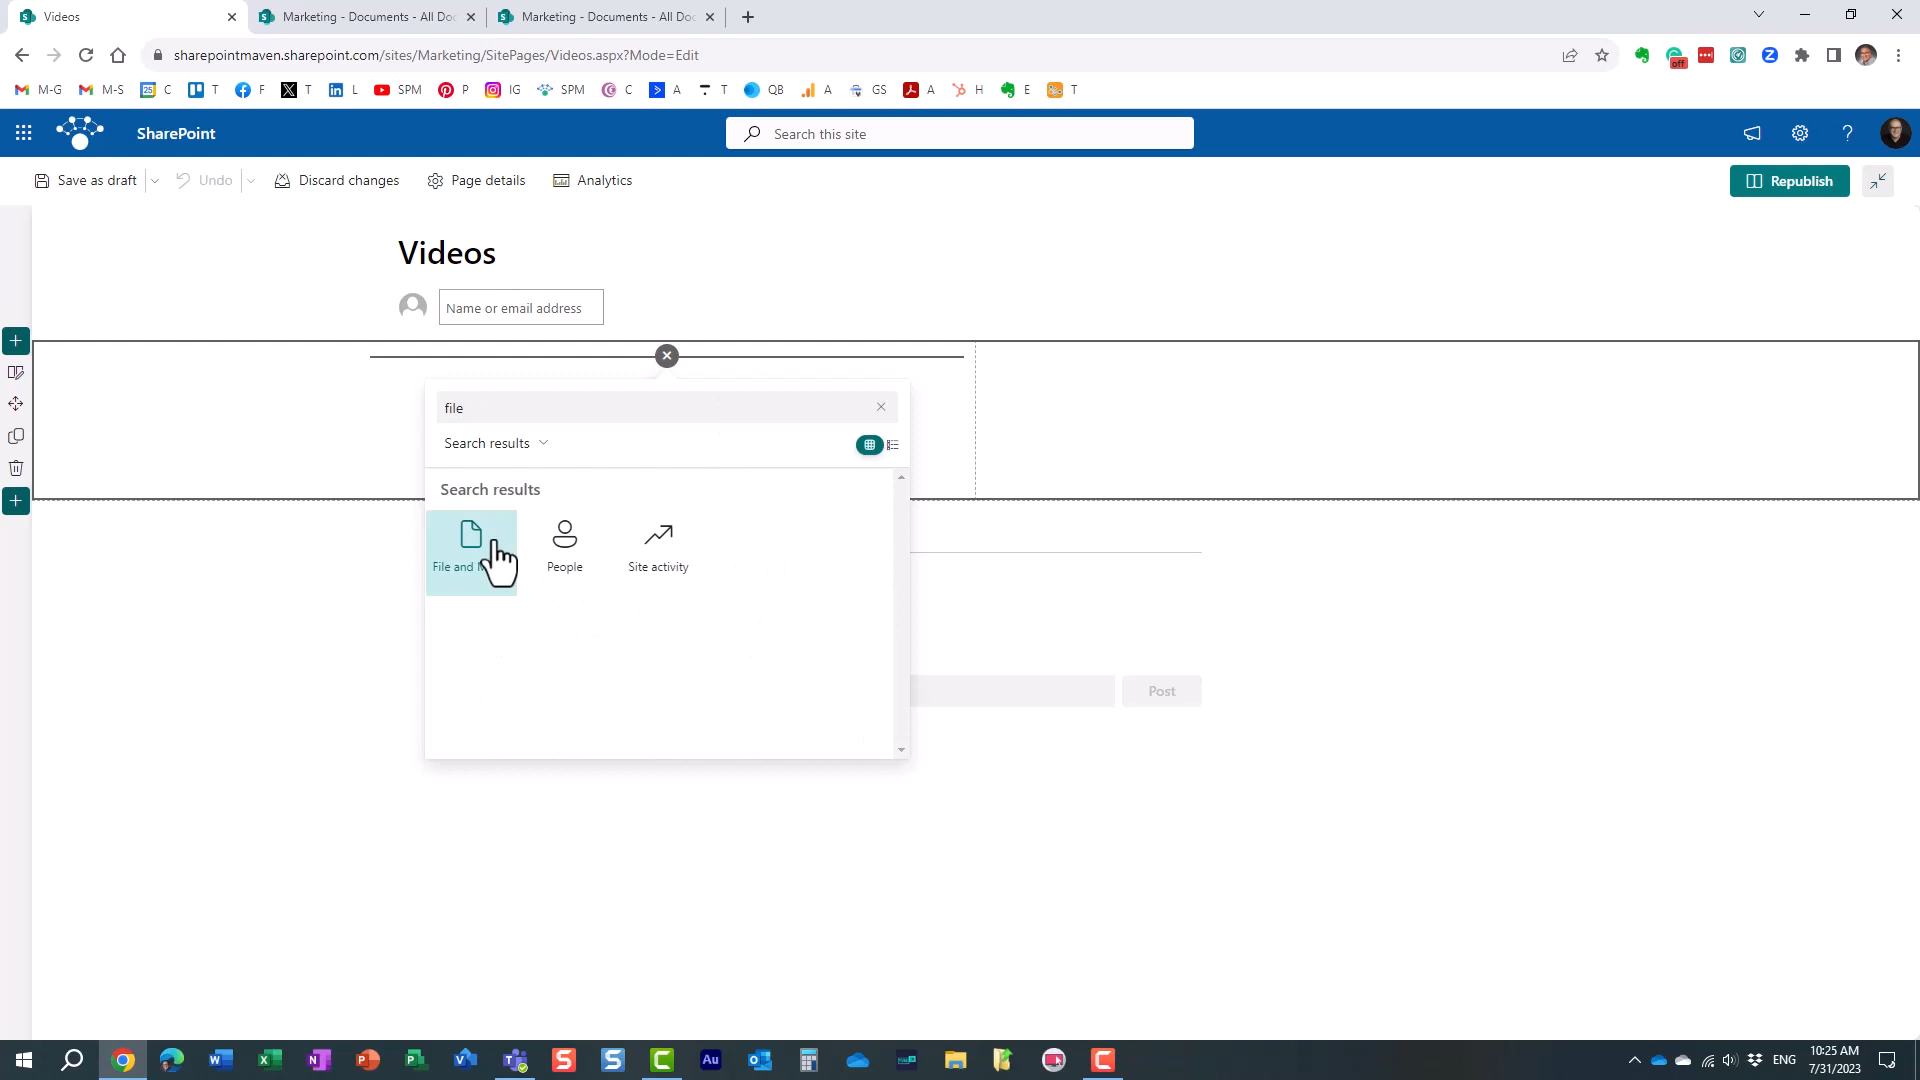 Videos
Marketing - Documents - All Doc
Marketing - Documents - All Doc
sharepointmaven.sharepoint.com/sites/Marketing/SitePages/Videos.aspx?Mode=Edit
off
M-G
M-S
25
C
T
F
T
L
SPM
P
IG
SPM
C
A
T
QB
A
GS
A
H
E
T
SharePoint
Search this site
Save as draft
Undo
Discard changes
Page details
Analytics
Republish
Videos
Name or email address
file
Search results
Search results
File and
People
Site activity
Post
ENG
10:25 AM
7/31/2023